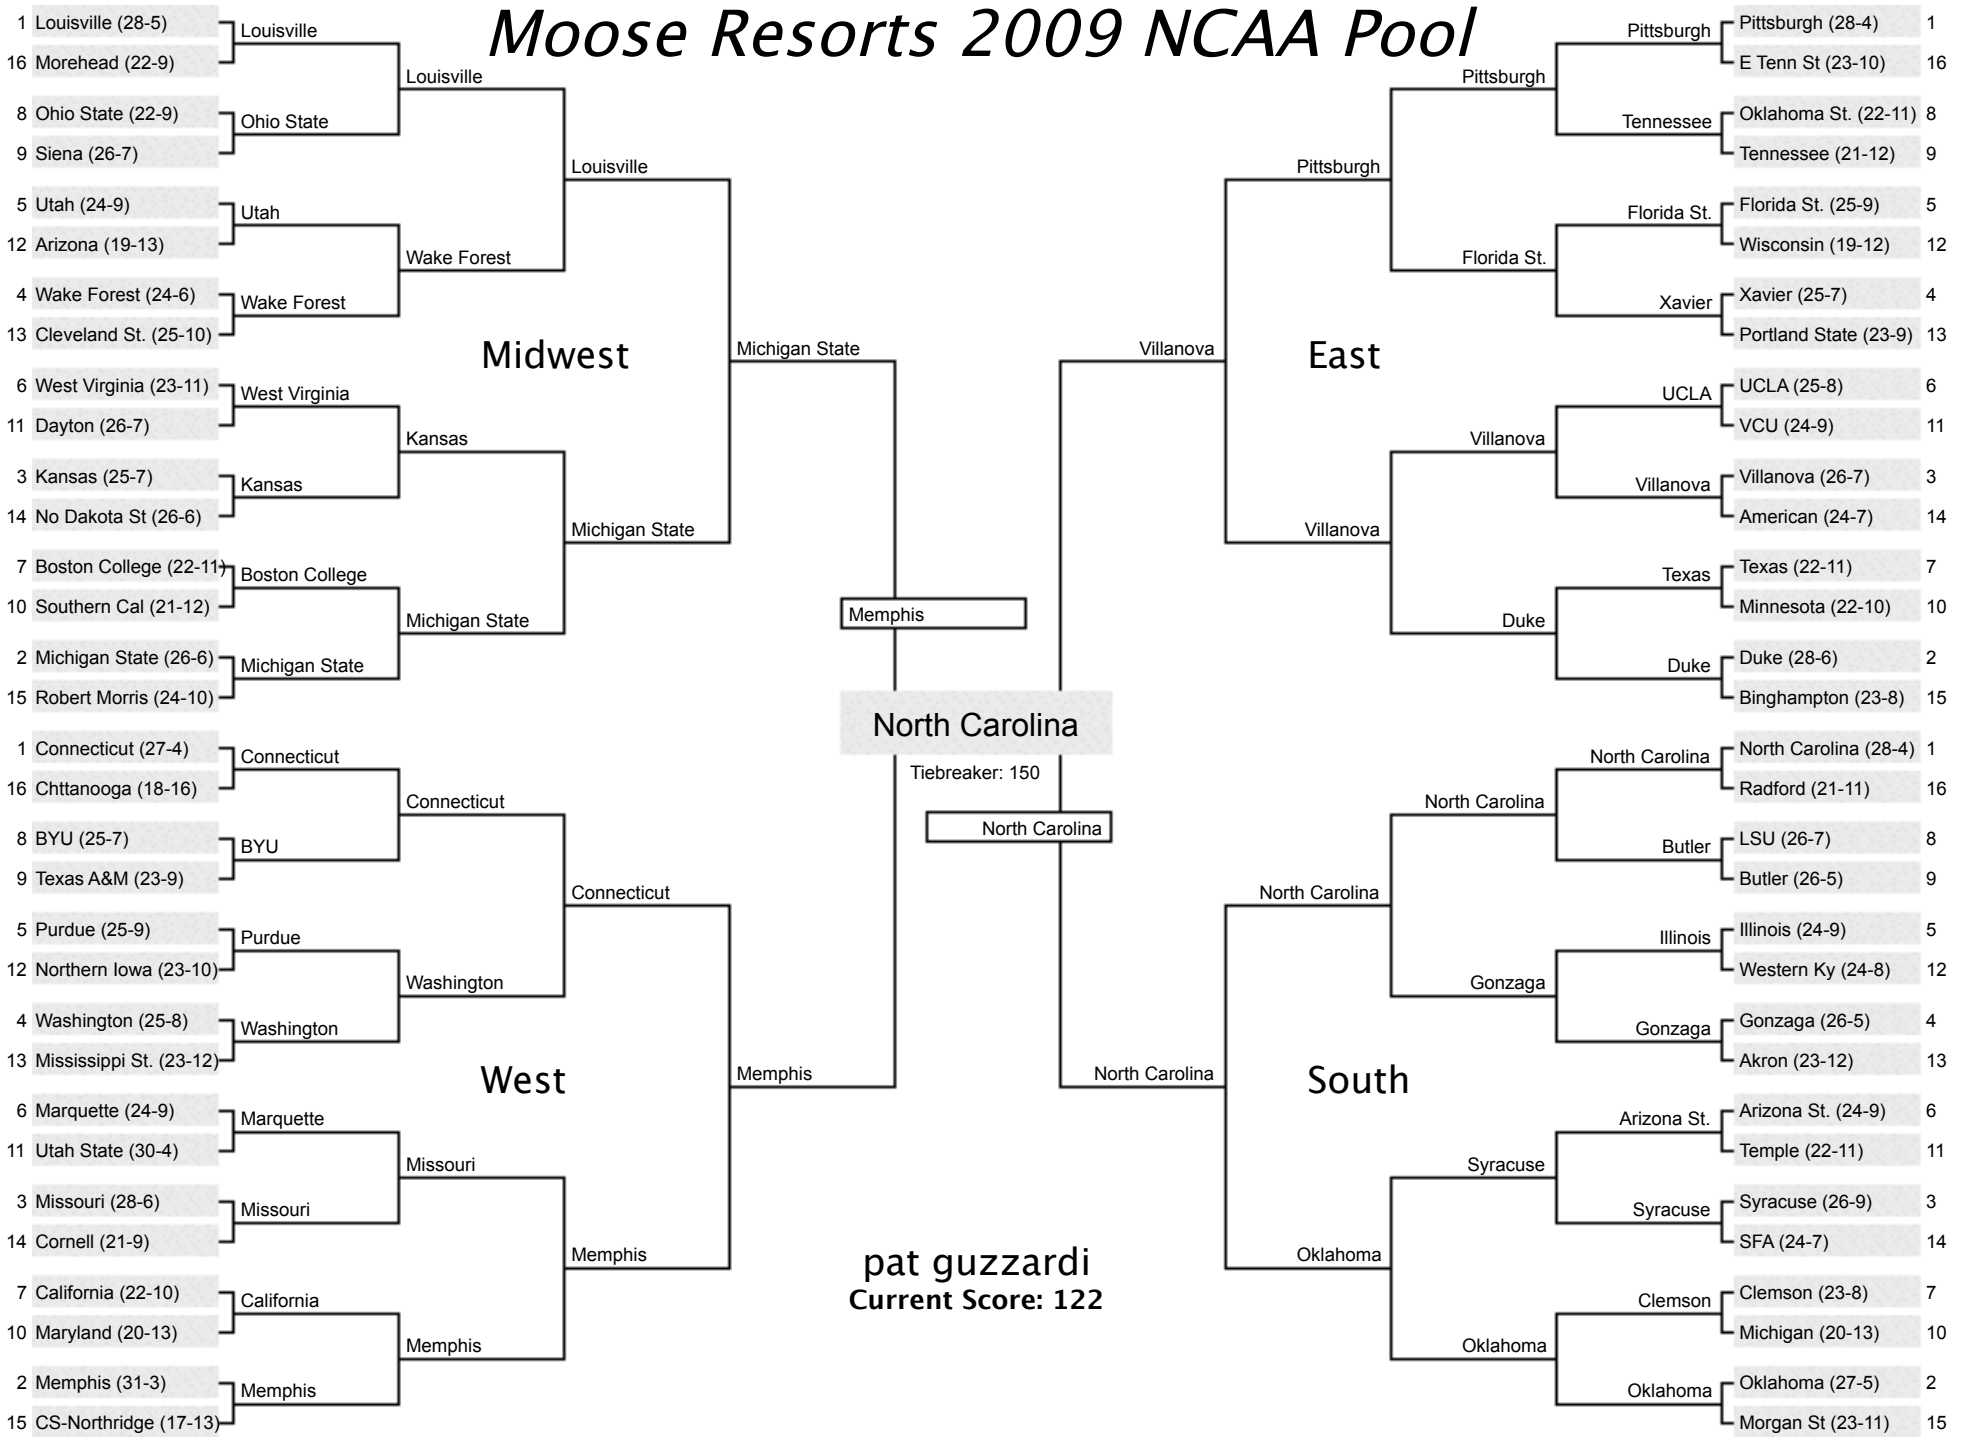 Moose Resorts 2009 NCAA Pool
1 Louisville (28-5)
16 Morehead (22-9)
8 Ohio State (22-9)
9 Siena (26-7)
5 Utah (24-9)
12 Arizona (19-13)
4 Wake Forest (24-6)
13 Cleveland St. (25-10)
6 West Virginia (23-11)
11 Dayton (26-7)
3 Kansas (25-7)
14 No Dakota St (26-6)
7 Boston College (22-11)
10 Southern Cal (21-12)
2 Michigan State (26-6)
15 Robert Morris (24-10)
Louisville
Ohio State
Utah
Wake Forest
West Virginia
Kansas
Boston College
Michigan State
Louisville
Wake Forest
Kansas
Michigan State
Louisville
Michigan State
Michigan State
Midwest
1 Connecticut (27-4)
16 Chttanooga (18-16)
8 BYU (25-7)
9 Texas A&M (23-9)
5 Purdue (25-9)
12 Northern Iowa (23-10)
4 Washington (25-8)
13 Mississippi St. (23-12)
6 Marquette (24-9)
11 Utah State (30-4)
3 Missouri (28-6)
14 Cornell (21-9)
7 California (22-10)
10 Maryland (20-13)
2 Memphis (31-3)
15 CS-Northridge (17-13)
Connecticut
BYU
Purdue
Washington
Marquette
Missouri
California
Memphis
Connecticut
Washington
Missouri
Memphis
Connecticut
Memphis
Memphis
West
Memphis
North Carolina
Tiebreaker: 150
North Carolina
pat guzzardi
Current Score: 122
Pittsburgh (28-4) 1
E Tenn St (23-10) 16
Oklahoma St. (22-11) 8
Tennessee (21-12) 9
Florida St. (25-9) 5
Wisconsin (19-12) 12
Xavier (25-7) 4
Portland State (23-9) 13
UCLA (25-8) 6
VCU (24-9) 11
Villanova (26-7) 3
American (24-7) 14
Texas (22-11) 7
Minnesota (22-10) 10
Duke (28-6) 2
Binghampton (23-8) 15
Pittsburgh
Tennessee
Florida St.
Xavier
UCLA
Villanova
Texas
Duke
Pittsburgh
Florida St.
Villanova
Duke
Pittsburgh
Villanova
Villanova
East
North Carolina (28-4) 1
Radford (21-11) 16
LSU (26-7) 8
Butler (26-5) 9
Illinois (24-9) 5
Western Ky (24-8) 12
Gonzaga (26-5) 4
Akron (23-12) 13
Arizona St. (24-9) 6
Temple (22-11) 11
Syracuse (26-9) 3
SFA (24-7) 14
Clemson (23-8) 7
Michigan (20-13) 10
Oklahoma (27-5) 2
Morgan St (23-11) 15
North Carolina
Butler
Illinois
Gonzaga
Arizona St.
Syracuse
Clemson
Oklahoma
North Carolina
Gonzaga
Syracuse
Oklahoma
North Carolina
Oklahoma
North Carolina
South